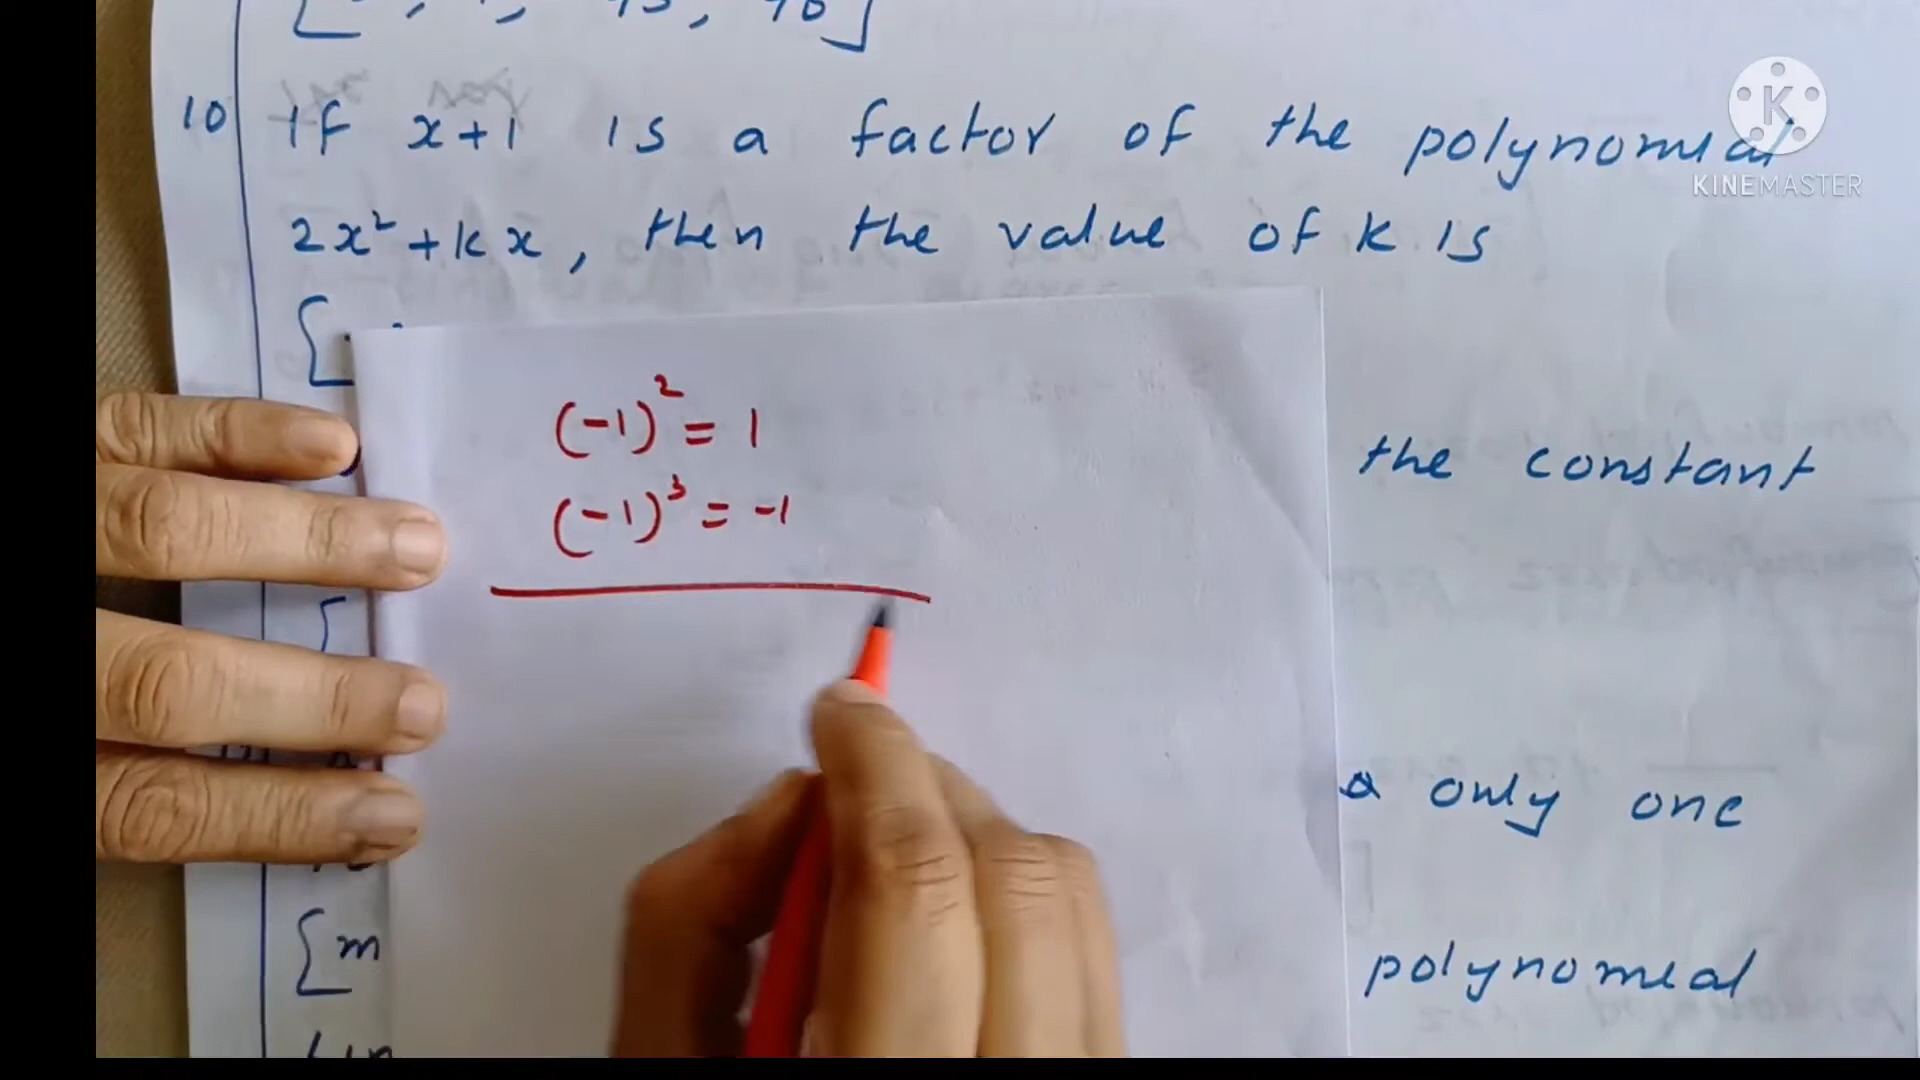 10 If x+1 is a factor of the polynomial
KINEMASTER
2x² + kx, then the value of k is
[
(-1)² = 1
the constant
(-1)³ = -1
a only one
[m
polynomial